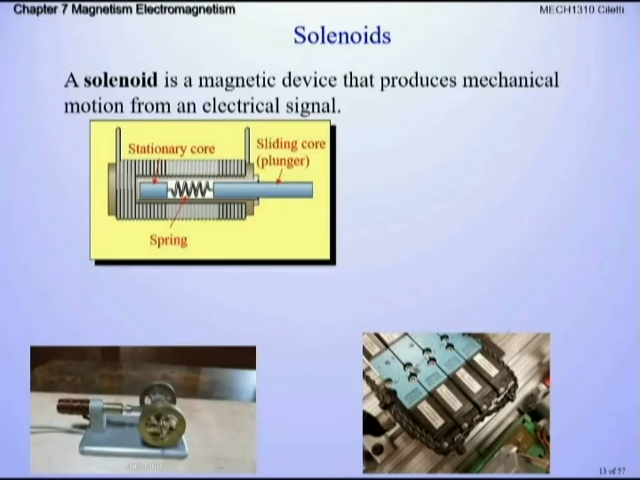 Chapter 7 Magnetism Electromagnetism
MECH1310 Ciletti
Solenoids
A solenoid is a magnetic device that produces mechanical
motion from an electrical signal.
Stationary core
Sliding core
(plunger)
Spring
13 of 57